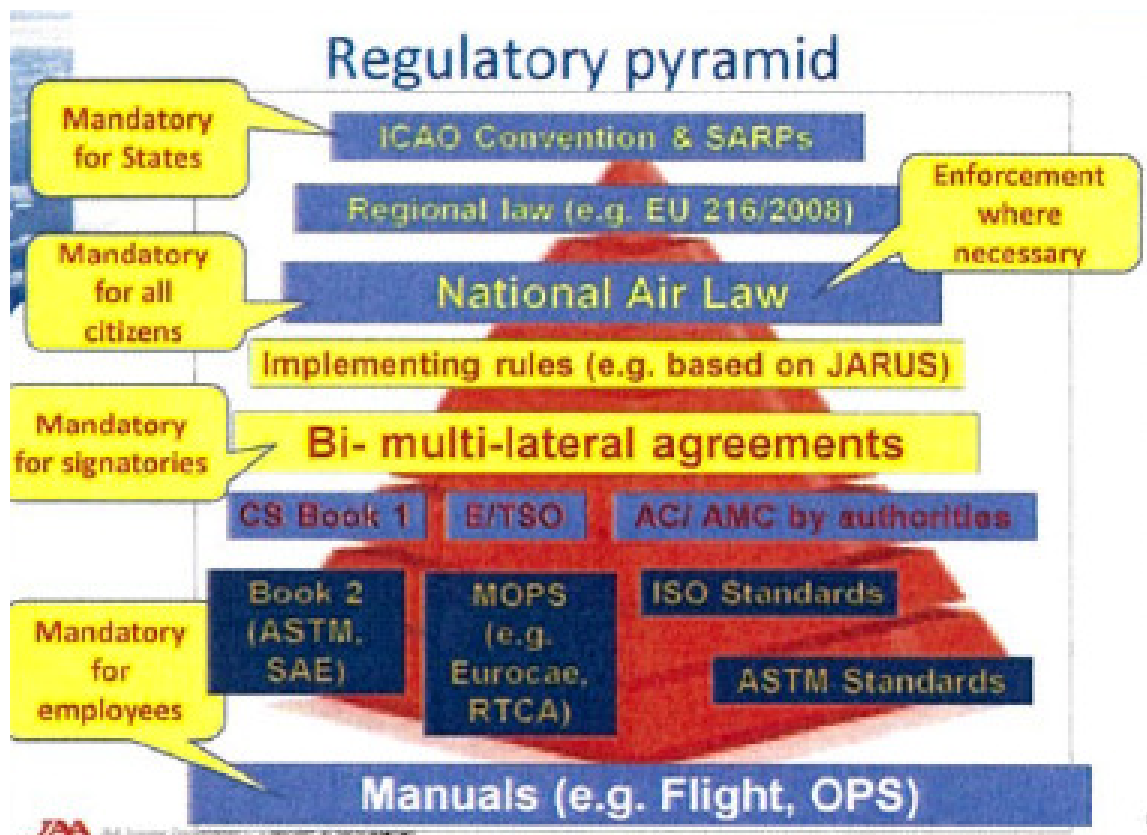 Regulatory pyramid
Mandatory
for States
ICAO Convention & SARPs
Regional law (e.g. EU 216/2008)
Enforcement
where
necessary
Mandatory
for all
citizens
National Air Law
Implementing rules (e.g. based on JARUS)
Mandatory
for signatories
Bi- multi-lateral agreements
CS Book 1
E/TSO
AC/ AMC by authorities
Book 2
(ASTM,
SAE)
MOPS
(e.g.
Eurocae,
RTCA)
ISO Standards
ASTM Standards
Mandatory
for
employees
Manuals (e.g. Flight, OPS)